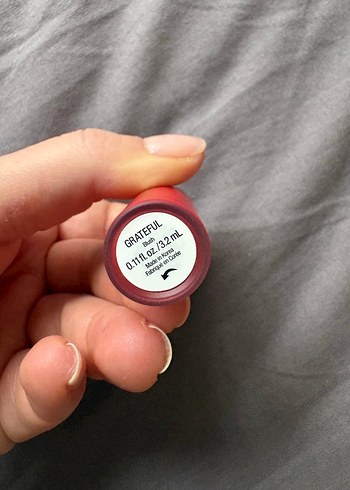 GRATEFUL
Blush
0.11 fl. oz./3.2 mL
Made in Korea
Fabriqué en Corée